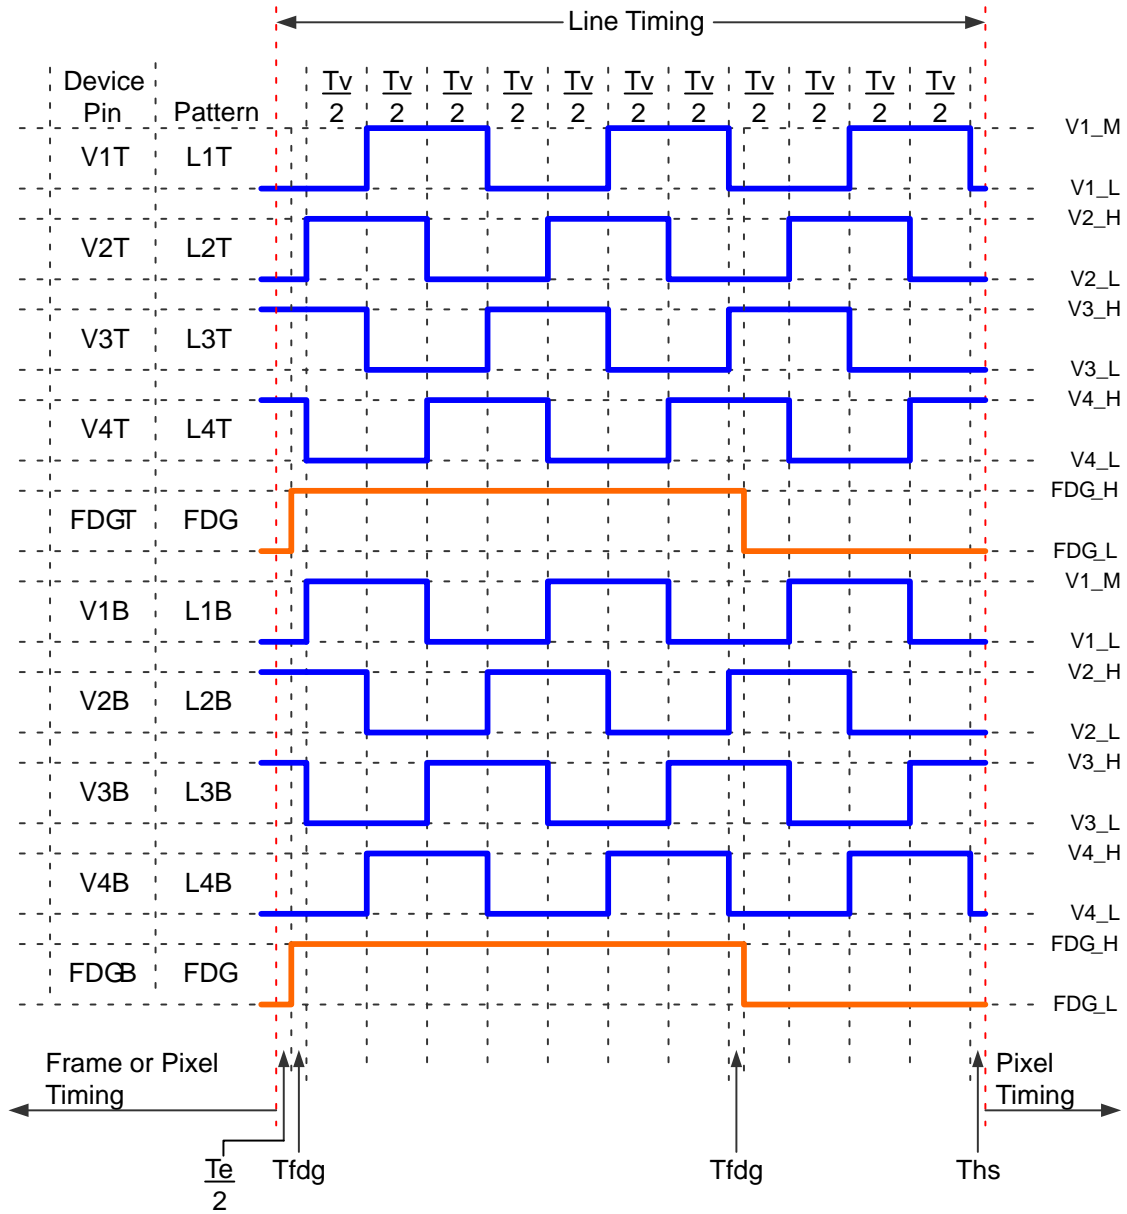 Line Timing
Device
Pin
Pattern
Tv
2
Tv
2
Tv
2
Tv
2
Tv
2
Tv
2
Tv
2
Tv
2
Tv
2
Tv
2
Tv
2
V1T L1T V1_M
V1_L
V2T L2T V2_H
V2_L
V3T L3T V3_H
V3_L
V4T L4T V4_H
V4_L
FDGT FDG FDG_H
FDG_L
V1B L1B V1_M
V1_L
V2B L2B V2_H
V2_L
V3B L3B V3_H
V3_L
V4B L4B V4_H
V4_L
FDGB FDG FDG_H
FDG_L
Frame or Pixel
Timing
Pixel
Timing
Te
2
Tfdg
Tfdg
Ths